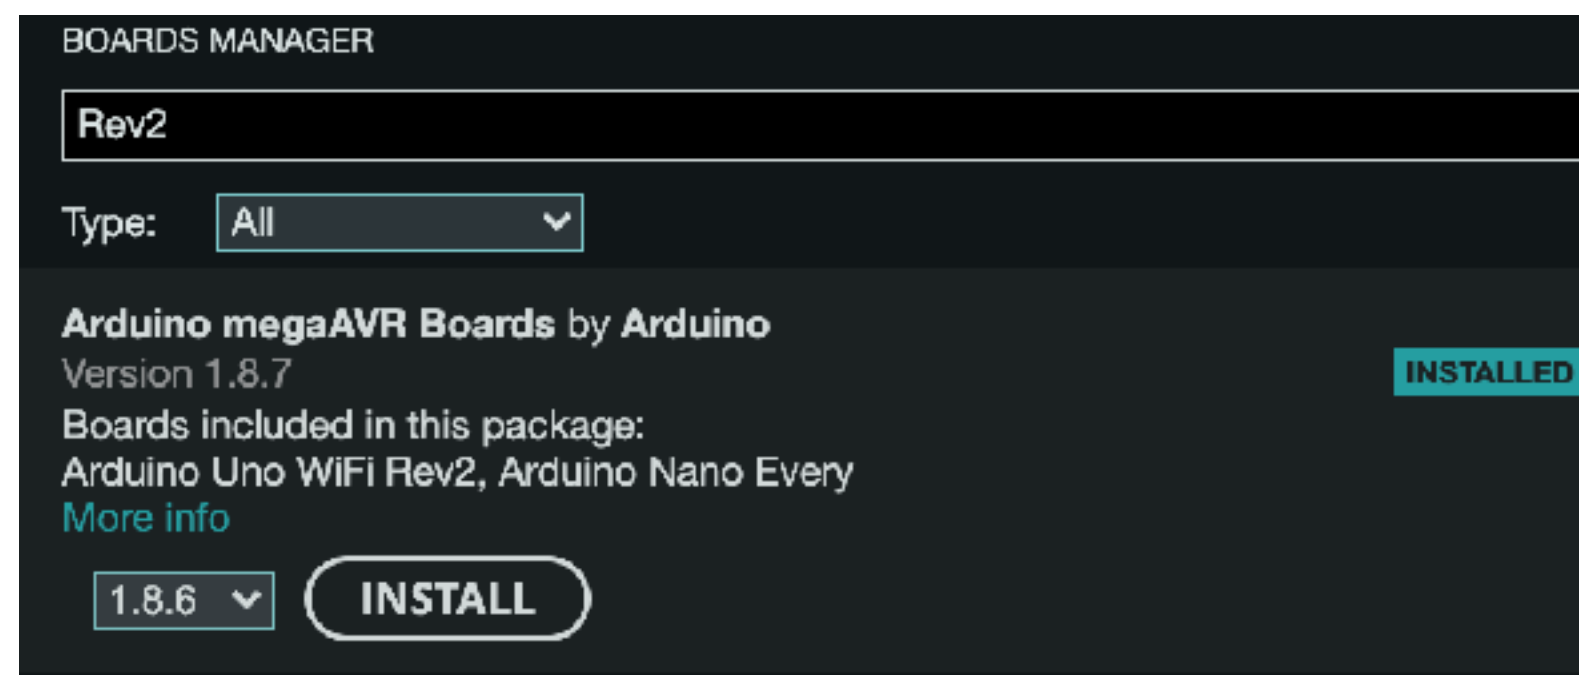 BOARDS MANAGER
Rev2
Type: All
Arduino megaAVR Boards by Arduino
Version 1.8.7
INSTALLED
Boards included in this package:
Arduino Uno WiFi Rev2, Arduino Nano Every
More info
1.8.6 INSTALL